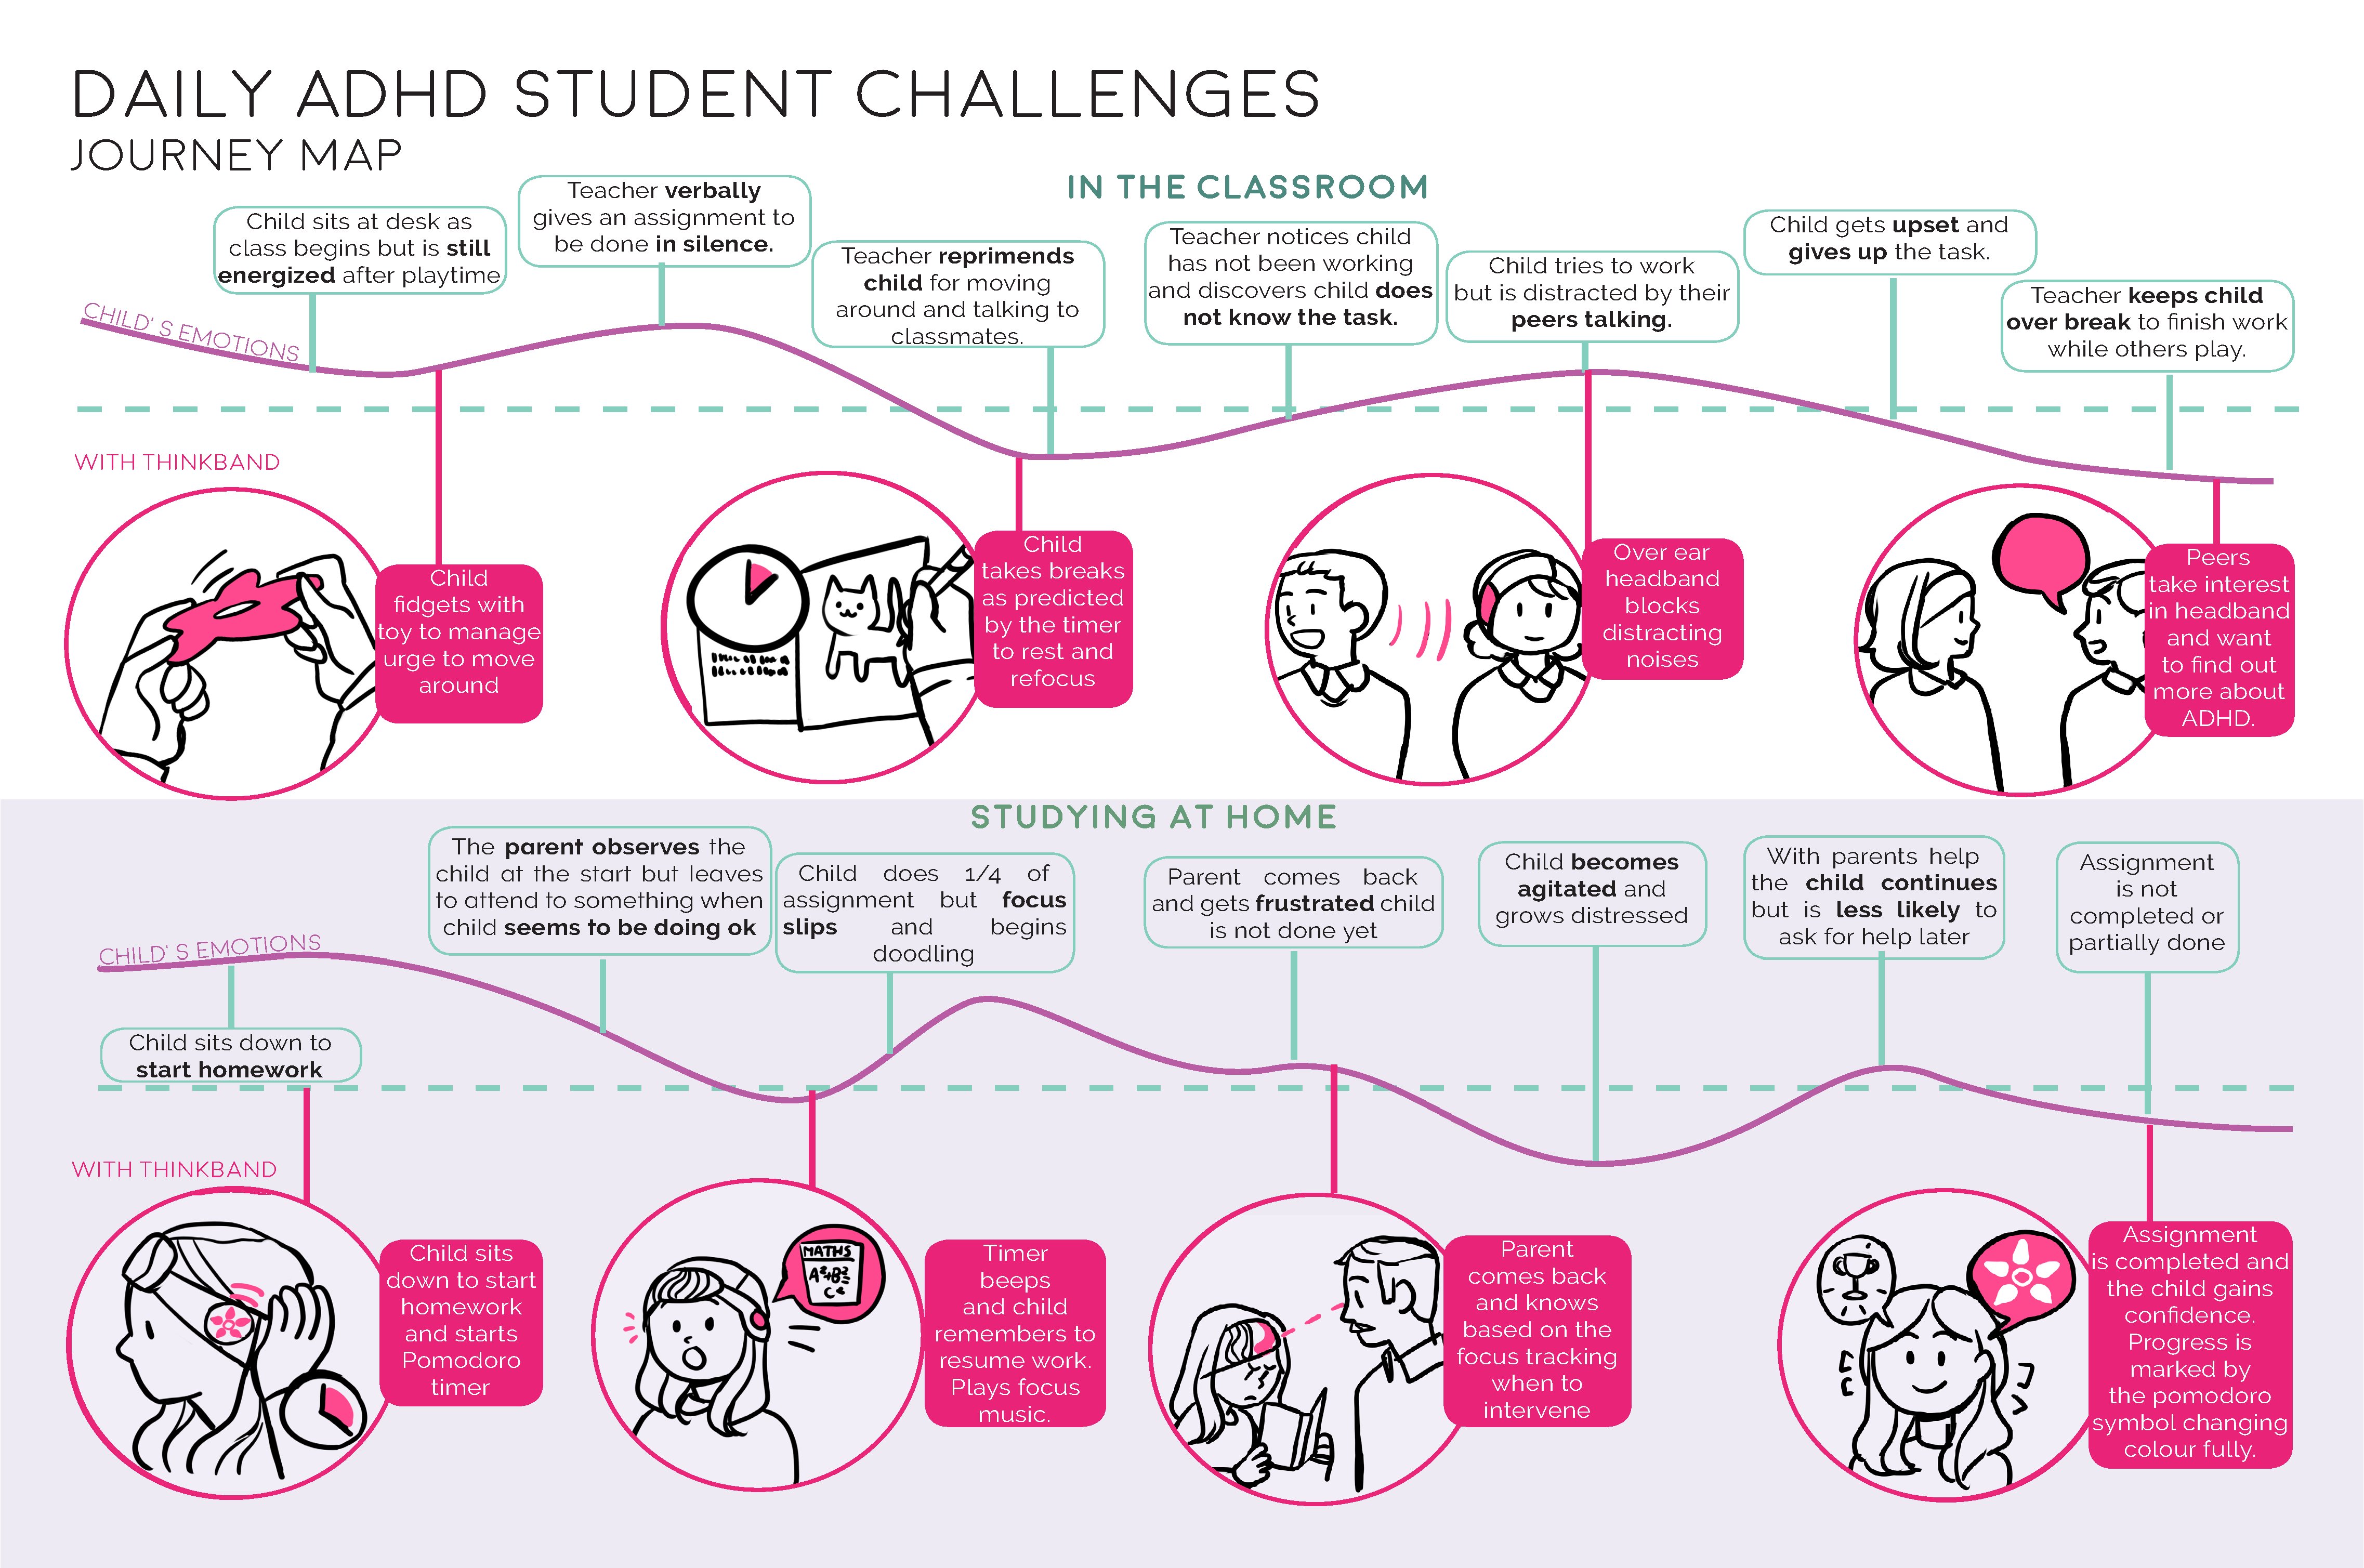 DAILY ADHD STUDENT CHALLENGES
JOURNEY MAP
IN THE CLASSROOM
CHILD' S EMOTIONS
Child sits at desk as
class begins but is still
energized after playtime
Teacher verbally
gives an assignment to
be done in silence.
Teacher reprimends
child for moving
around and talking to
classmates.
Teacher notices child
has not been working
and discovers child does
not know the task.
Child tries to work
but is distracted by their
peers talking.
Child gets upset and
gives up the task.
Teacher keeps child
over break to finish work
while others play.
WITH THINKBAND
Child
fidgets with
toy to manage
urge to move
around
Child
takes breaks
as predicted
by the timer
to rest and
refocus
Over ear
headband
blocks
distracting
noises
Peers
take interest
in headband
and want
to find out
more about
ADHD.
STUDYING AT HOME
CHILD' S EMOTIONS
Child sits down to
start homework
The parent observes the
child at the start but leaves
to attend to something when
child seems to be doing ok
Child does 1/4 of
assignment but focus
slips and begins
doodling
Parent comes back
and gets frustrated child
is not done yet
Child becomes
agitated and
grows distressed
With parents help
the child continues
but is less likely to
ask for help later
Assignment
is not
completed or
partially done
WITH THINKBAND
Child sits
down to start
homework
and starts
Pomodoro
timer
MATHS
Timer
beeps
and child
remembers to
resume work.
Plays focus
music.
Parent
comes back
and knows
based on the
focus tracking
when to
intervene
Assignment
is completed and
the child gains
confidence.
Progress is
marked by
the pomodoro
symbol changing
colour fully.